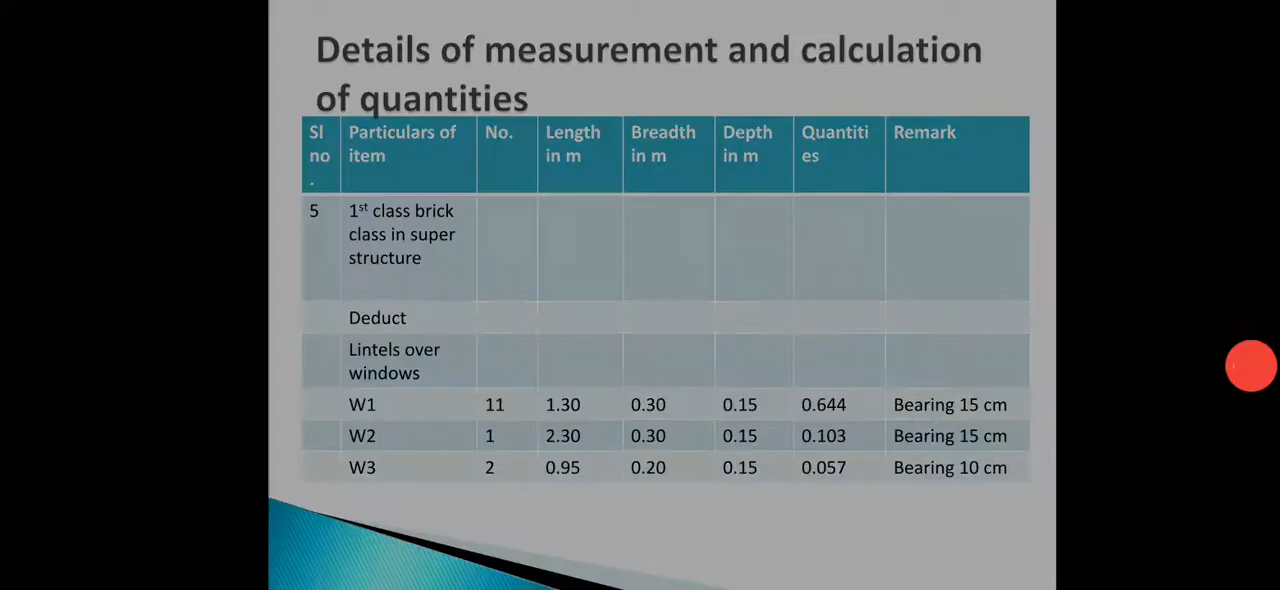 Details of measurement and calculation
of quantities
Sl no . Particulars of item No. Length in m Breadth in m Depth in m Quantiti es Remark
5 1st class brick class in super structure
Deduct
Lintels over windows
W1 11 1.30 0.30 0.15 0.644 Bearing 15 cm
W2 1 2.30 0.30 0.15 0.103 Bearing 15 cm
W3 2 0.95 0.20 0.15 0.057 Bearing 10 cm